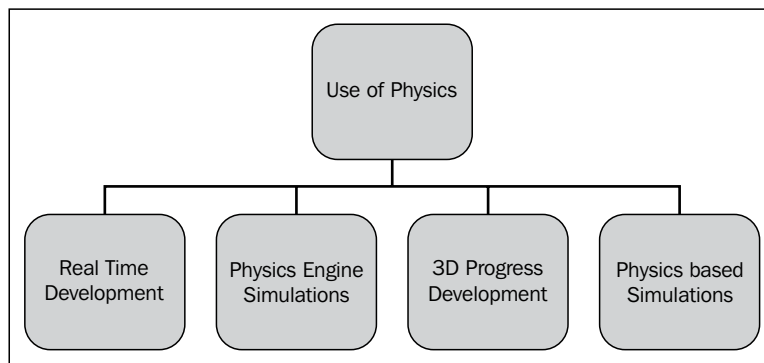 Use of Physics
Real Time
Development
Physics Engine
Simulations
3D Progress
Development
Physics based
Simulations